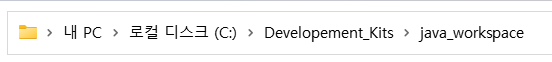 내 PC > 로컬 디스크 (C:) > Developement_Kits > java_workspace